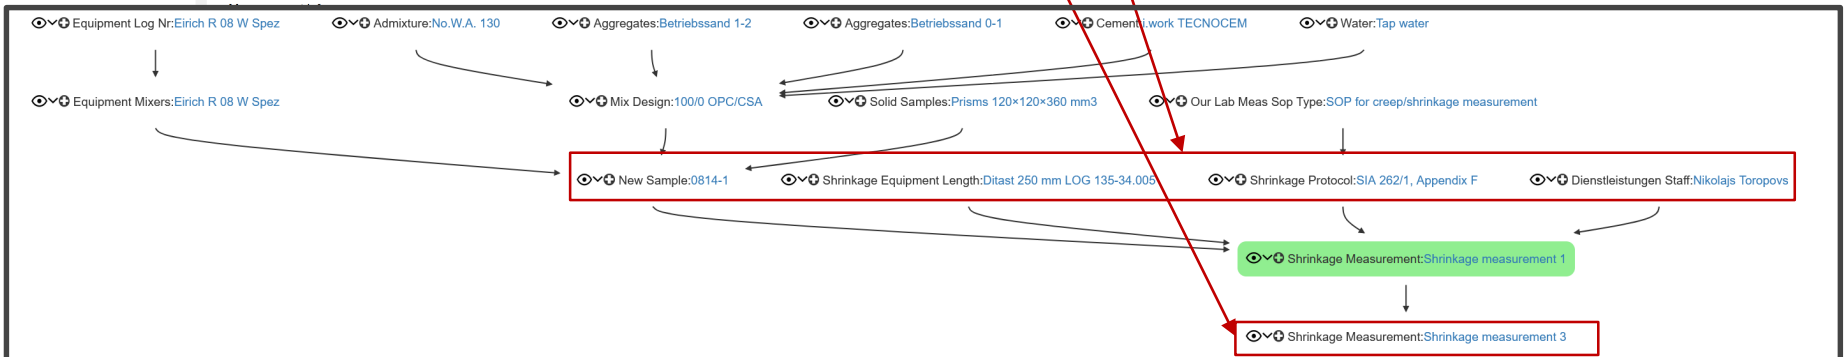 Equipment Log Nr:Eirich R 08 W Spez Admixture:No.W.A. 130 Aggregates:Betriebssand 1-2 Aggregates:Betriebssand 0-1 Cement:i.work TECNOCEM Water:Tap water
Equipment Mixers:Eirich R 08 W Spez Mix Design:100/0 OPC/CSA Solid Samples:Prisms 120×120×360 mm3 Our Lab Meas Sop Type:SOP for creep/shrinkage measurement
New Sample:0814-1 Shrinkage Equipment Length:Ditast 250 mm LOG 135-34.005 Shrinkage Protocol:SIA 262/1, Appendix F Dienstleistungen Staff:Nikolajs Toropovs
Shrinkage Measurement:Shrinkage measurement 1
Shrinkage Measurement:Shrinkage measurement 3